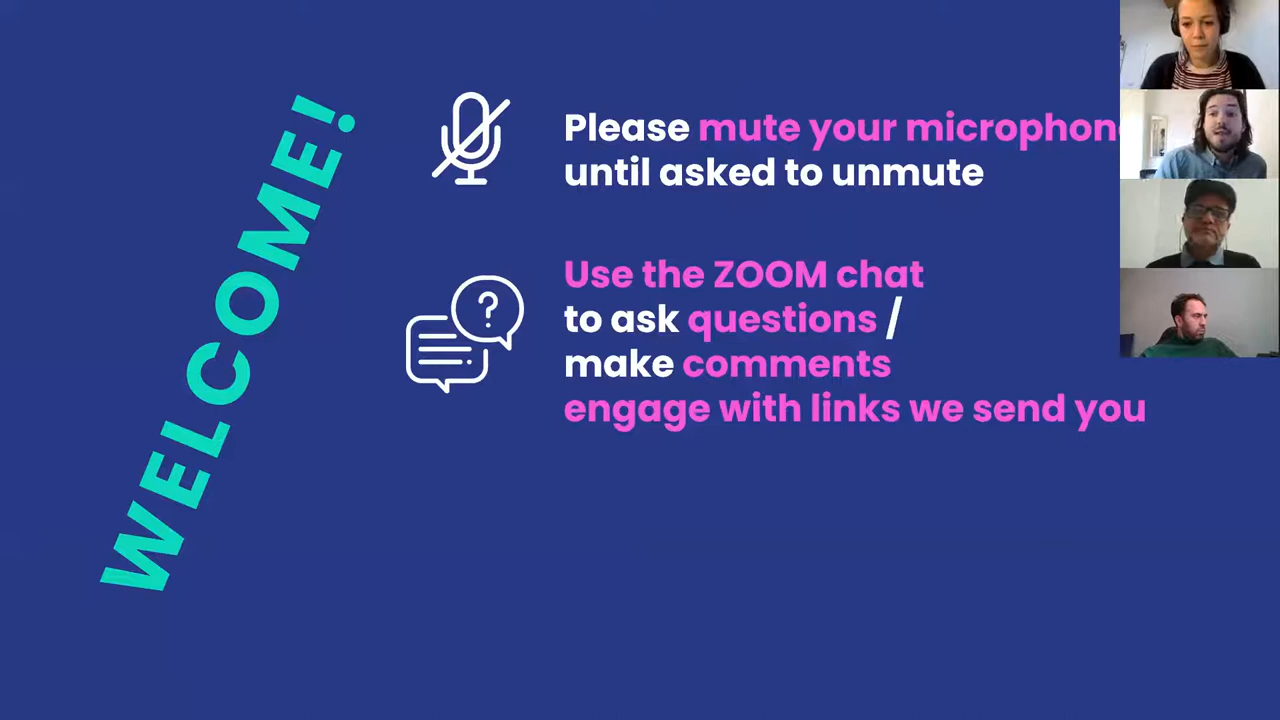 WELCOME!
Please mute your microphon
until asked to unmute
Use the ZOOM chat
to ask questions /
make comments
engage with links we send you
?